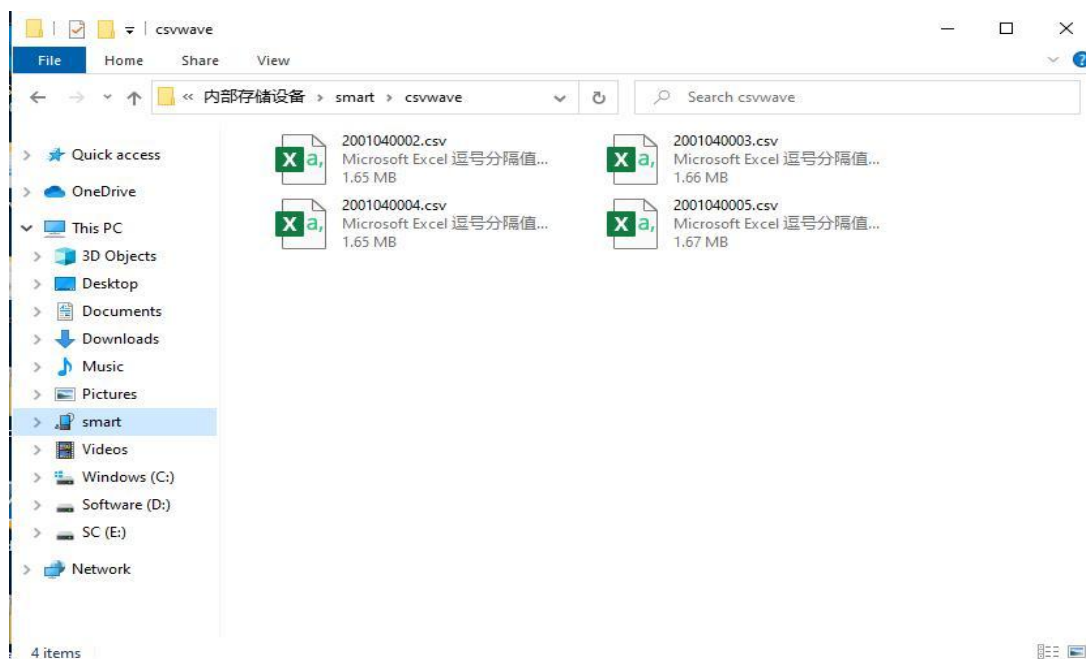 csvwave
File Home Share View
« 内部存储设备 › smart › csvwave
Search csvwave
Quick access
OneDrive
This PC
3D Objects
Desktop
Documents
Downloads
Music
Pictures
smart
Videos
Windows (C:)
Software (D:)
SC (E:)
Network
2001040002.csv
Microsoft Excel 逗号分隔值...
1.65 MB
2001040003.csv
Microsoft Excel 逗号分隔值...
1.66 MB
2001040004.csv
Microsoft Excel 逗号分隔值...
1.65 MB
2001040005.csv
Microsoft Excel 逗号分隔值...
1.67 MB
4 items